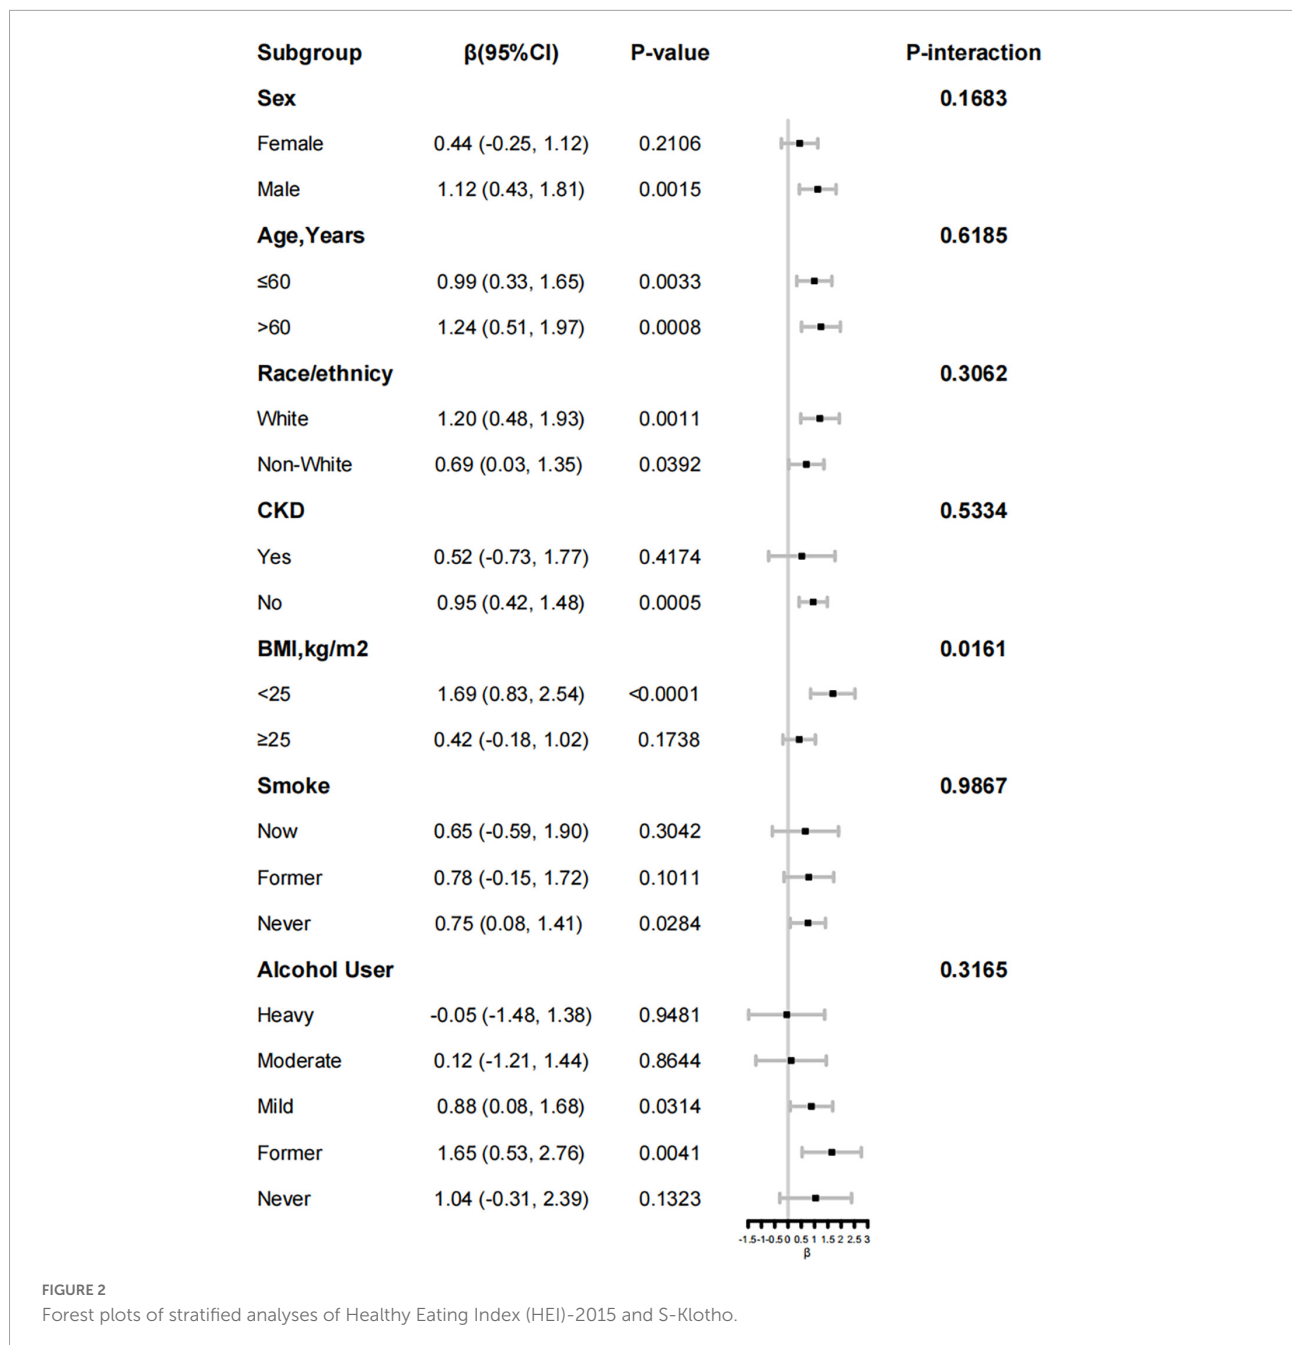 Subgroup β(95%CI) P-value P-interaction
Sex 0.1683
Female 0.44 (-0.25, 1.12) 0.2106
Male 1.12 (0.43, 1.81) 0.0015
Age,Years 0.6185
≤60 0.99 (0.33, 1.65) 0.0033
>60 1.24 (0.51, 1.97) 0.0008
Race/ethnicy 0.3062
White 1.20 (0.48, 1.93) 0.0011
Non-White 0.69 (0.03, 1.35) 0.0392
CKD 0.5334
Yes 0.52 (-0.73, 1.77) 0.4174
No 0.95 (0.42, 1.48) 0.0005
BMI,kg/m2 0.0161
<25 1.69 (0.83, 2.54) <0.0001
≥25 0.42 (-0.18, 1.02) 0.1738
Smoke 0.9867
Now 0.65 (-0.59, 1.90) 0.3042
Former 0.78 (-0.15, 1.72) 0.1011
Never 0.75 (0.08, 1.41) 0.0284
Alcohol User 0.3165
Heavy -0.05 (-1.48, 1.38) 0.9481
Moderate 0.12 (-1.21, 1.44) 0.8644
Mild 0.88 (0.08, 1.68) 0.0314
Former 1.65 (0.53, 2.76) 0.0041
Never 1.04 (-0.31, 2.39) 0.1323
-1.5 -1 -0.5 0 0.5 1 1.5 2 2.5 3
β
FIGURE 2
Forest plots of stratified analyses of Healthy Eating Index (HEI)-2015 and S-Klotho.